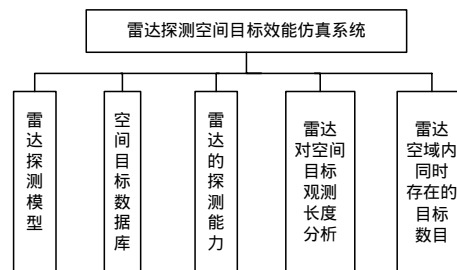 雷达探测空间目标效能仿真系统
雷达探测模型
空间目标数据库
雷达的探测能力
雷达
对空间
目标
观测
长度
分析
雷达
空域内
同时
存在的
目标
数目